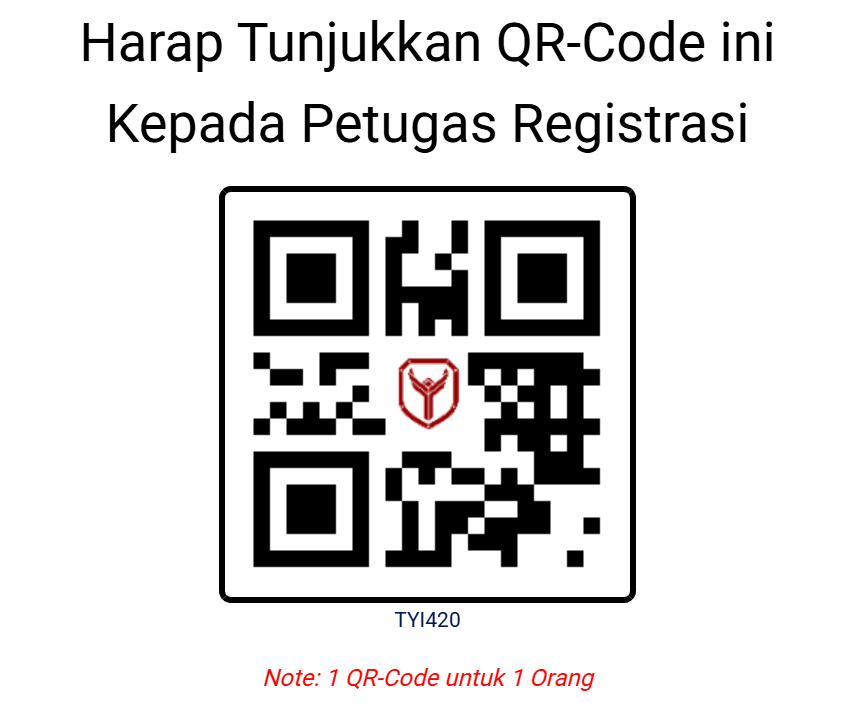 Harap Tunjukkan QR-Code ini
Kepada Petugas Registrasi
TYI420
Note: 1 QR-Code untuk 1 Orang